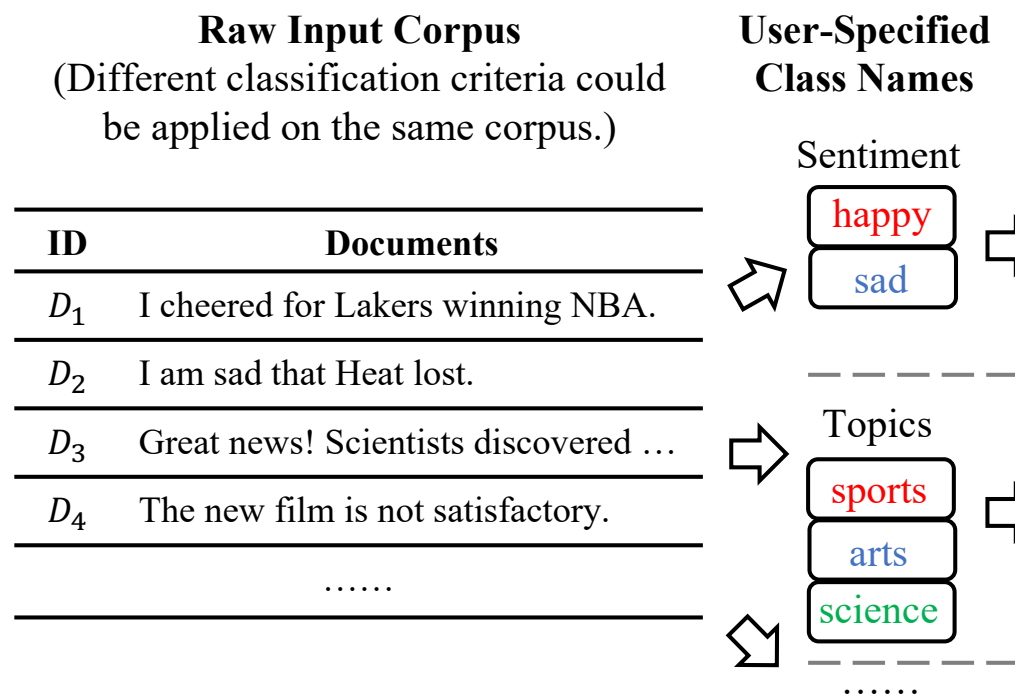 Raw Input Corpus
(Different classification criteria could
be applied on the same corpus.)
ID Documents
D₁ I cheered for Lakers winning NBA.
D₂ I am sad that Heat lost.
D₃ Great news! Scientists discovered …
D₄ The new film is not satisfactory.
……
User-Specified
Class Names
Sentiment
happy
sad
Topics
sports
arts
science
……